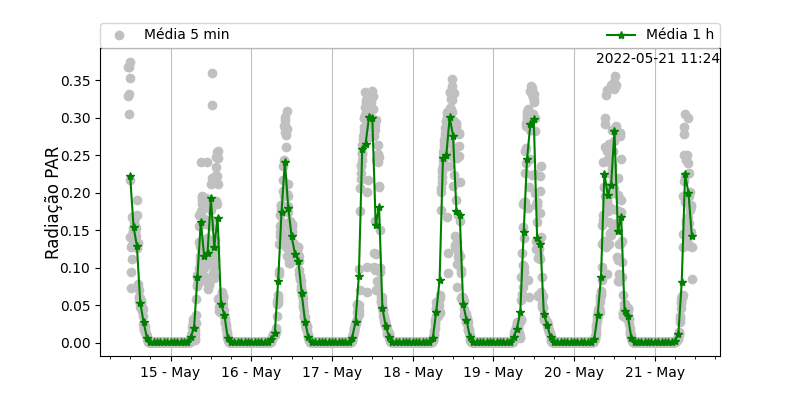 Média 5 min
Média 1 h
2022-05-21 11:24
Radiação PAR
0.35
0.30
0.25
0.20
0.15
0.10
0.05
0.00
15 - May
16 - May
17 - May
18 - May
19 - May
20 - May
21 - May